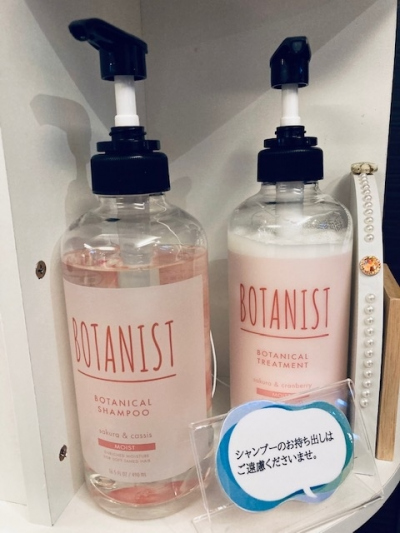 BOTANIST
BOTANICAL
SHAMPOO
sakura & cassis
MOIST
BOTANIST
BOTANICAL
TREATMENT
sakura & cranberry
シャンプーのお持ち出しは
ご遠慮くださいませ。